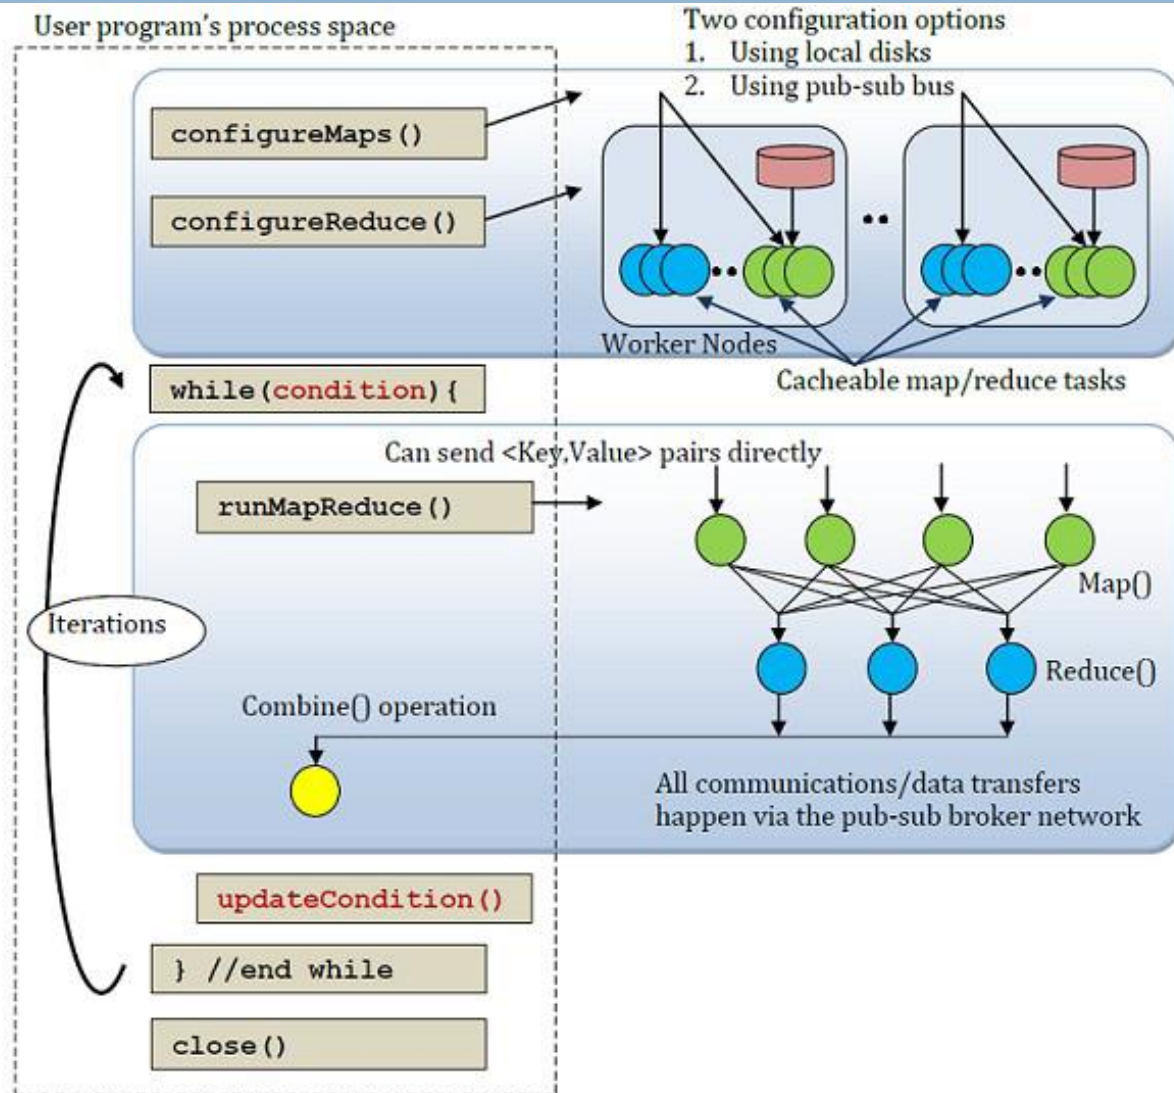 User program's process space
Two configuration options
1. Using local disks
2. Using pub-sub bus
configureMaps()
configureReduce()
Worker Nodes
Cacheable map/reduce tasks
while(condition){
Can send <Key,Value> pairs directly
runMapReduce()
Map()
Iterations
Reduce()
Combine() operation
All communications/data transfers
happen via the pub-sub broker network
updateCondition()
} //end while
close()